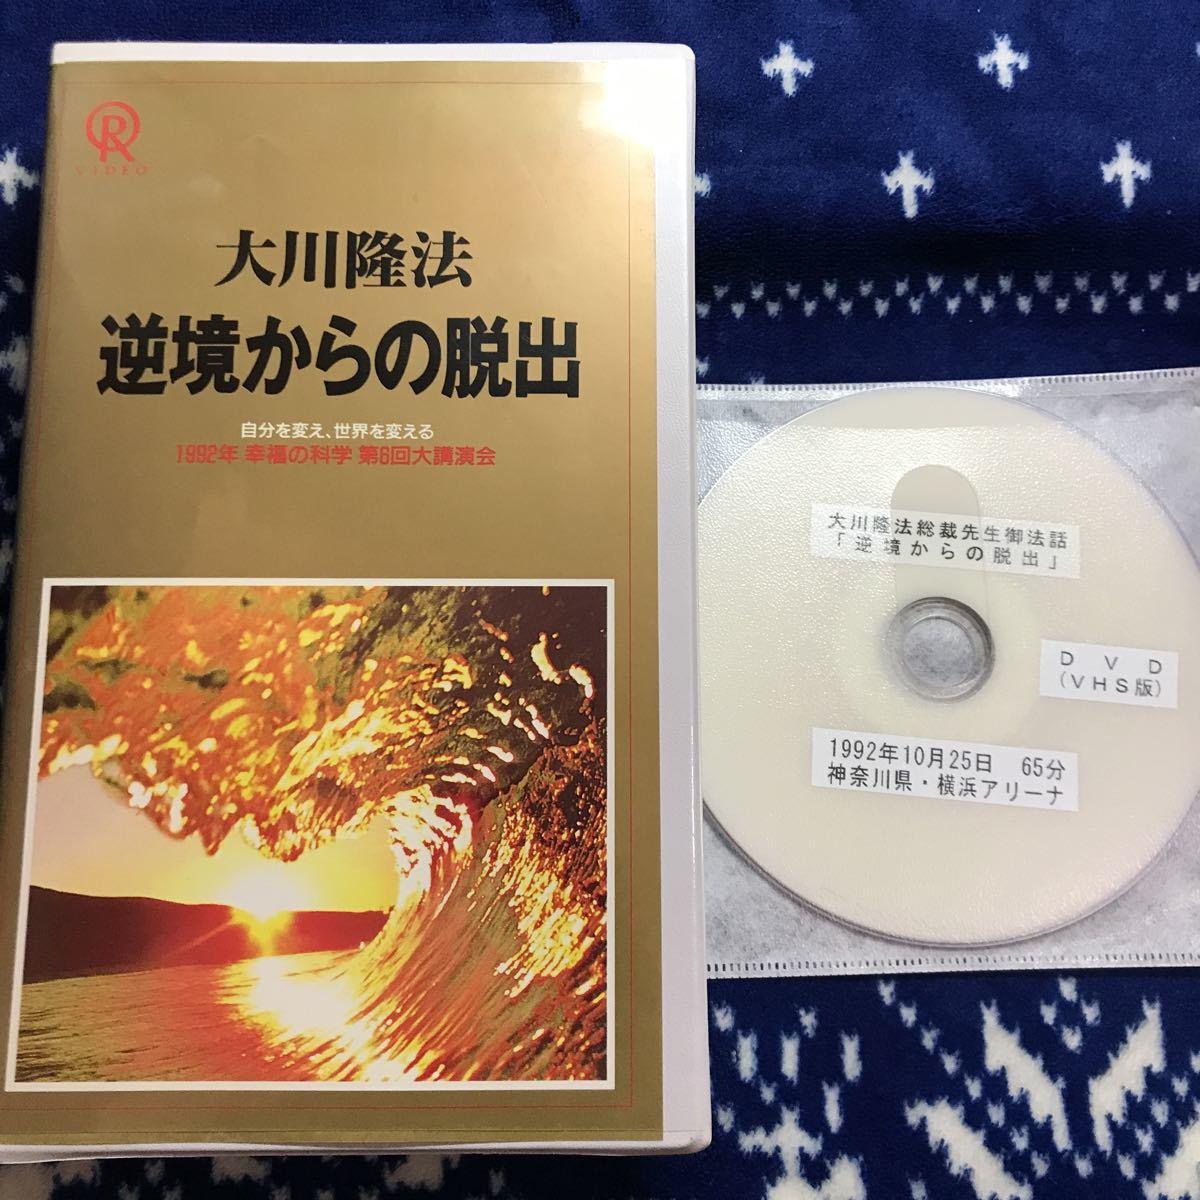 R
VIDEO
大川隆法
逆境からの脱出
自分を変え、世界を変える
1992年 幸福の科学 第6回大講演会
大川隆法総裁先生御法話
「逆境からの脱出」
DVD
(VHS版)
1992年10月25日 65分
神奈川県・横浜アリーナ